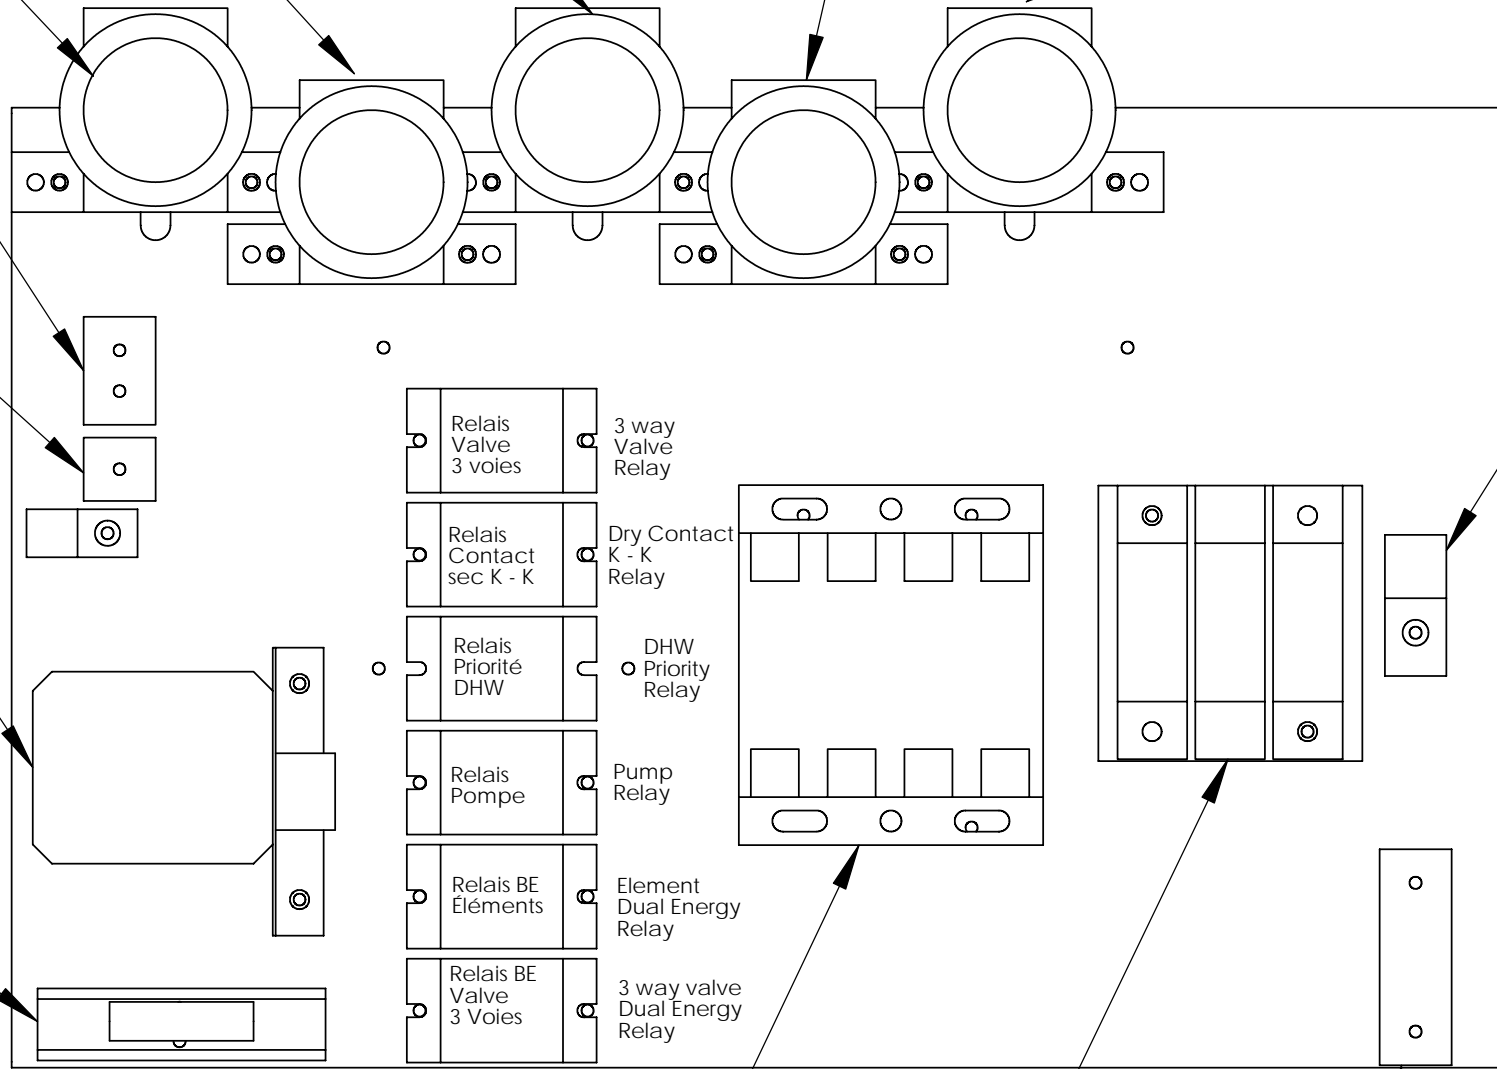 Relais
Valve
3 voies
3 way
Valve
Relay
Relais
Contact
sec K - K
Dry Contact
K - K
Relay
Relais
Priorité
DHW
DHW
Priority
Relay
Relais
Pompe
Pump
Relay
Relais BE
Éléments
Element
Dual Energy
Relay
Relais BE
Valve
3 Voies
3 way valve
Dual Energy
Relay